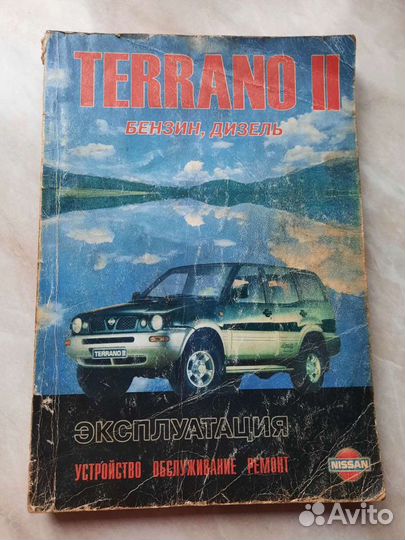 TERRANO II
БЕНЗИН, ДИЗЕЛЬ
TERRANO II
ЭКСПЛУАТАЦИЯ
УСТРОЙСТВО ОБСЛУЖИВАНИЕ РЕМОНТ
NISSAN
Avito